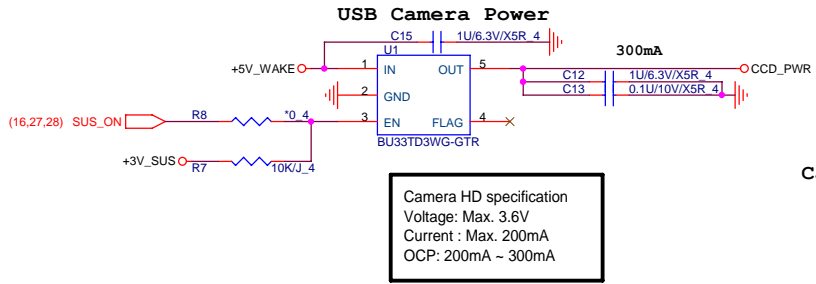 USB Camera Power
C15 1U/6.3V/X5R_4
U1
300mA
+5V_WAKE 1 IN OUT 5 CCD_PWR
C12 1U/6.3V/X5R_4
C13 0.1U/10V/X5R_4
2 GND
(16,27,28) SUS_ON R8 *0_4 3 EN FLAG 4
BU33TD3WG-GTR
+3V_SUS R7 10K/J_4
Camera HD specification
Voltage: Max. 3.6V
Current : Max. 200mA
OCP: 200mA ~ 300mA